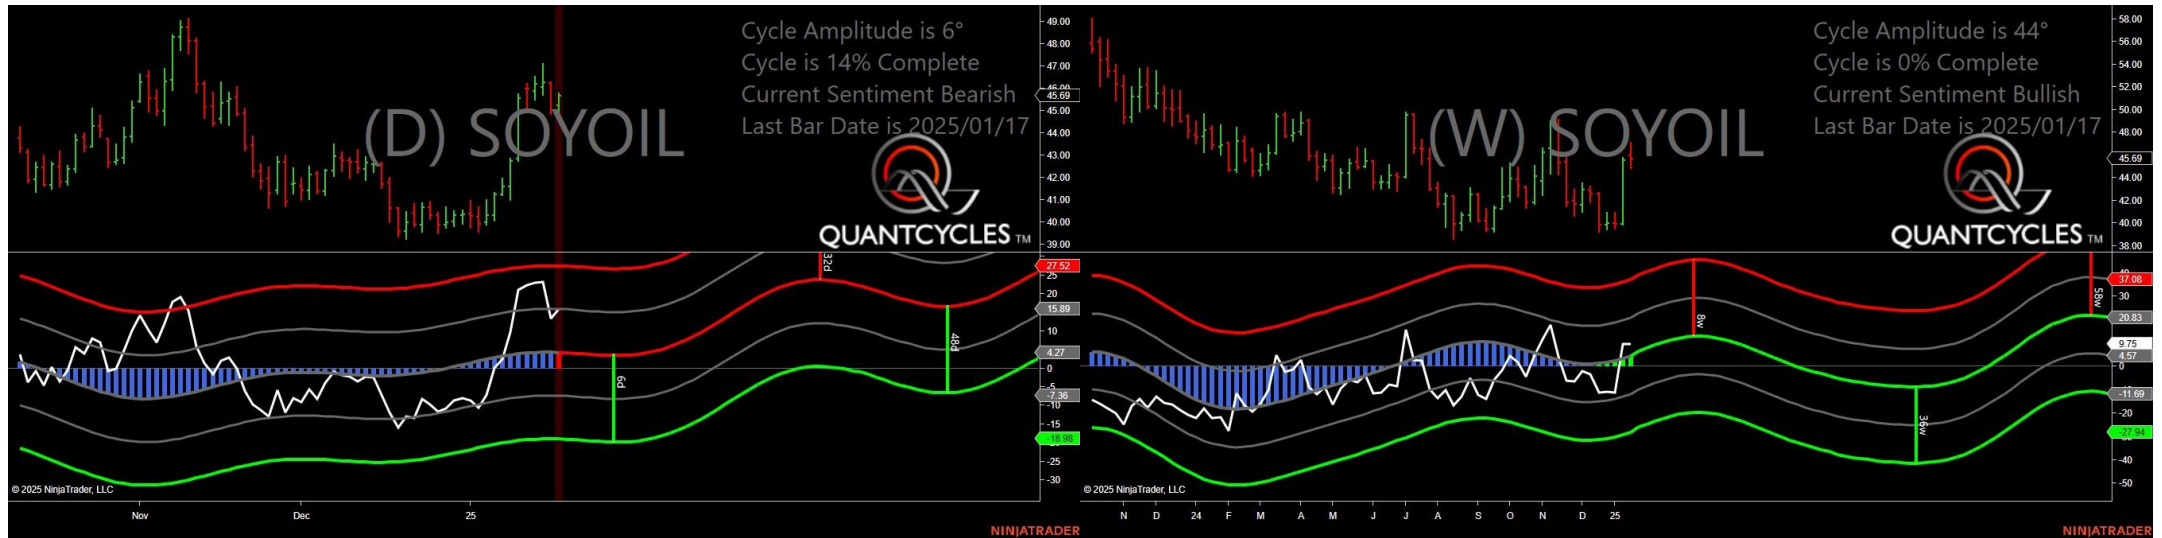 Cycle Amplitude is 6°
Cycle is 14% Complete
Current Sentiment Bearish
Last Bar Date is 2025/01/17
(D) SOYOIL
QUANTCYCLES TM
49.00
48.00
47.00
45.69
45.00
44.00
43.00
42.00
41.00
40.00
39.00
32d
6d
48d
27.52
25
20
15.89
10
4.27
0
-5
-7.36
-10
-15
-18.98
-25
-30
© 2025 NinjaTrader, LLC
Nov
Dec
25
NINJATRADER
Cycle Amplitude is 44°
Cycle is 0% Complete
Current Sentiment Bullish
Last Bar Date is 2025/01/17
(W) SOYOIL
QUANTCYCLES TM
58.00
56.00
54.00
52.00
50.00
48.00
45.69
44.00
42.00
40.00
38.00
8w
36w
58w
37.08
30
20.83
9.75
4.57
0
-11.69
-20
-27.94
-40
-50
© 2025 NinjaTrader, LLC
N
D
24
F
M
A
M
J
J
A
S
O
N
D
25
NINJATRADER